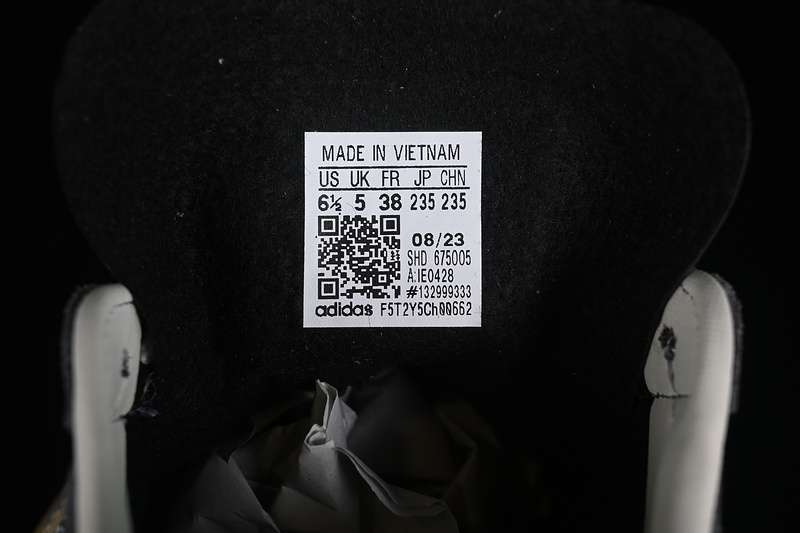 MADE IN VIETNAM
US UK FR JP CHN
6½ 5 38 235 235
08/23
SHD 675005
A:IE0428
#132999333
adidas F5T2Y5Ch00662